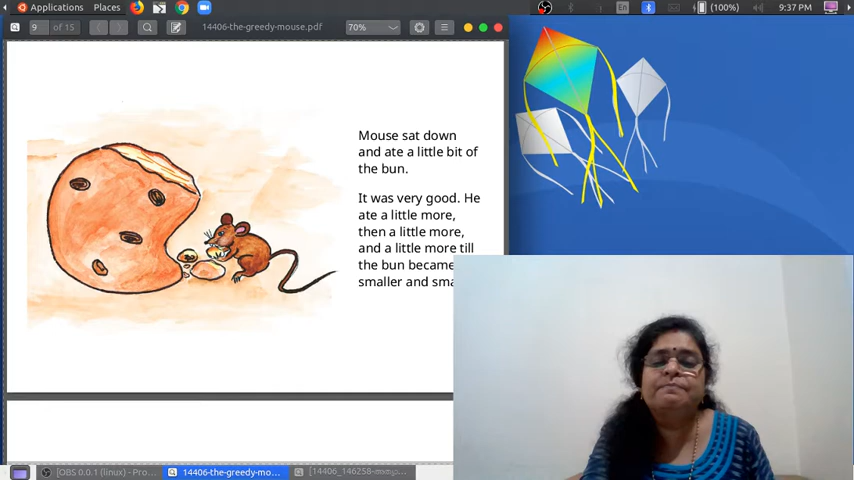 Applications Places En (100%) 9:37 PM
9 of 15 14406-the-greedy-mouse.pdf 70%
Mouse sat down
and ate a little bit of
the bun.
It was very good. He
ate a little more,
then a little more,
and a little more till
the bun became
smaller and
[OBS 0.0.1 (linux) - Pro... 14406-the-greedy-mo...